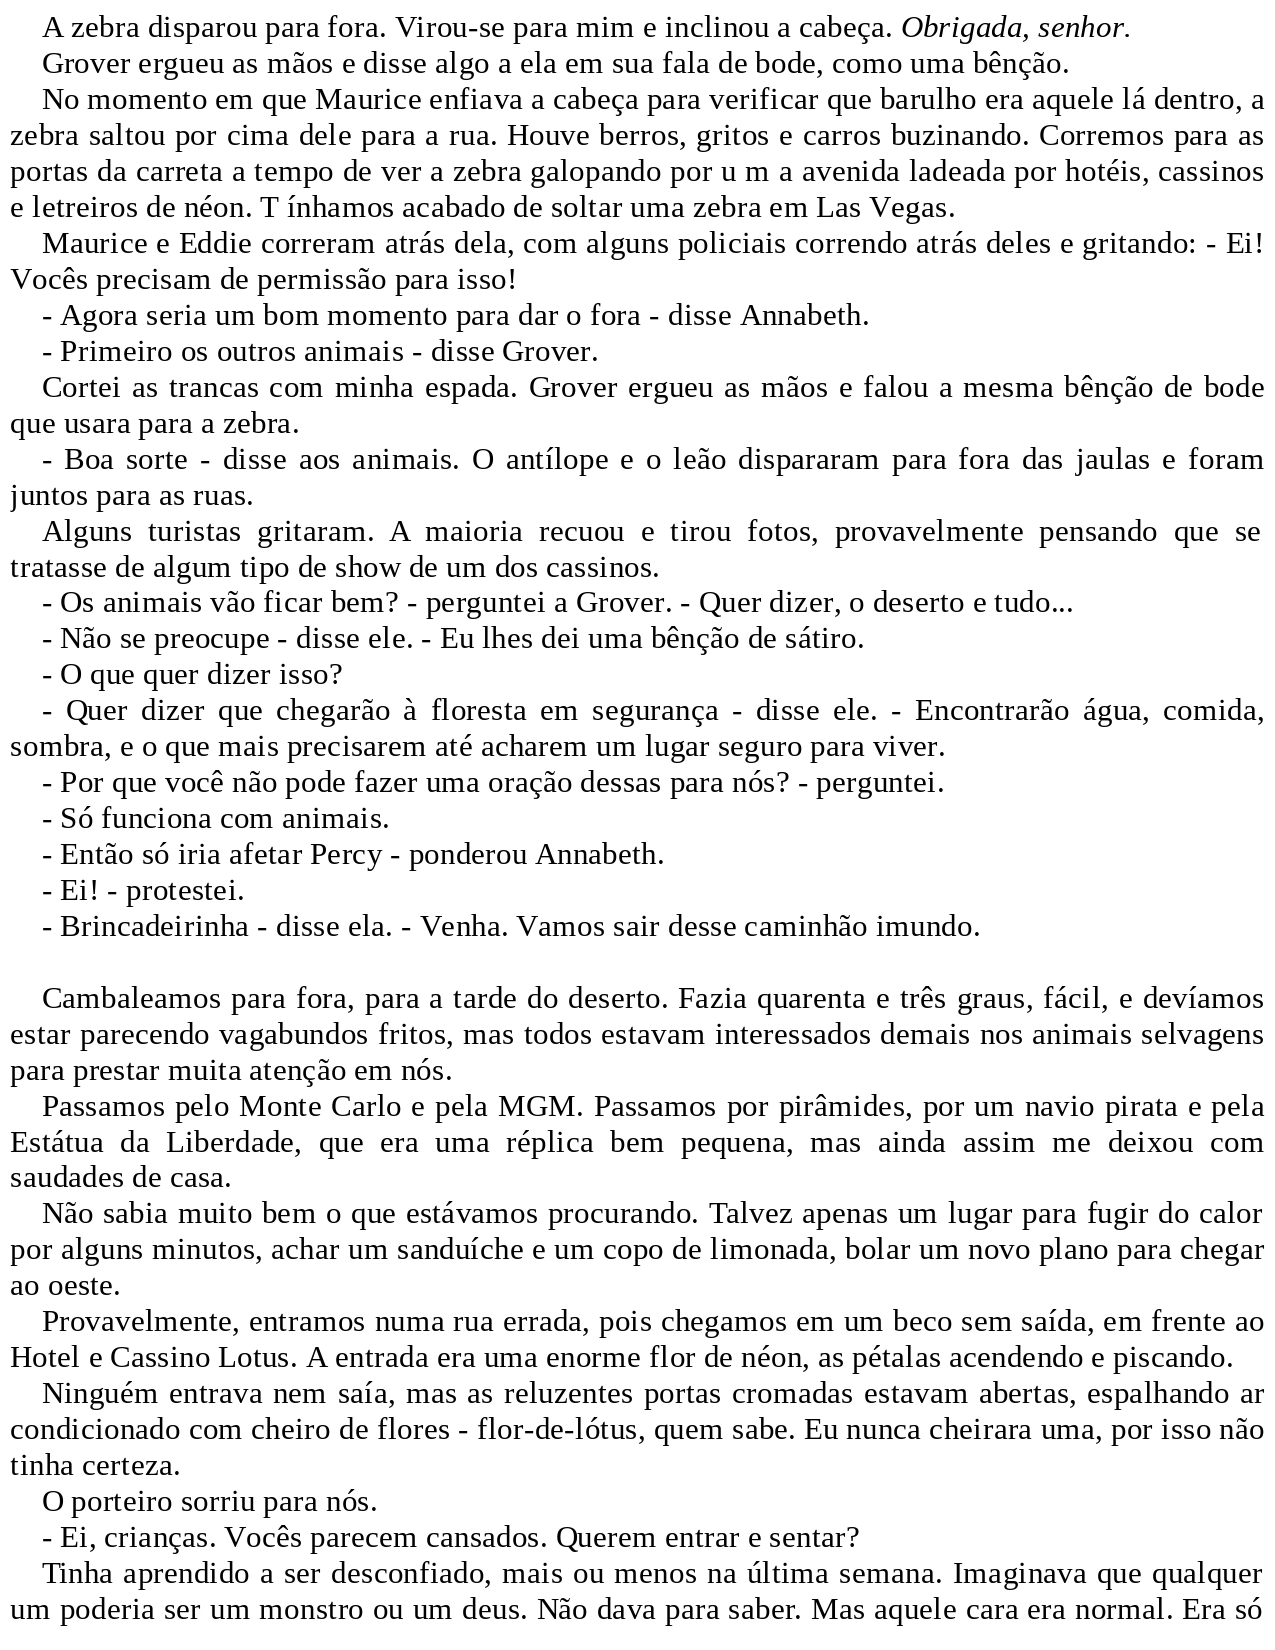 A zebra disparou para fora. Virou-se para mim e inclinou a cabeça. Obrigada, senhor.
Grover ergueu as mãos e disse algo a ela em sua fala de bode, como uma bênção.
No momento em que Maurice enfiava a cabeça para verificar que barulho era aquele lá dentro, a
zebra saltou por cima dele para a rua. Houve berros, gritos e carros buzinando. Corremos para as
portas da carreta a tempo de ver a zebra galopando por u m a avenida ladeada por hotéis, cassinos
e letreiros de néon. T ínhamos acabado de soltar uma zebra em Las Vegas.
Maurice e Eddie correram atrás dela, com alguns policiais correndo atrás deles e gritando: - Ei!
Vocês precisam de permissão para isso!
- Agora seria um bom momento para dar o fora - disse Annabeth.
- Primeiro os outros animais - disse Grover.
Cortei as trancas com minha espada. Grover ergueu as mãos e falou a mesma bênção de bode
que usara para a zebra.
- Boa sorte - disse aos animais. O antílope e o leão dispararam para fora das jaulas e foram
juntos para as ruas.
Alguns turistas gritaram. A maioria recuou e tirou fotos, provavelmente pensando que se
tratasse de algum tipo de show de um dos cassinos.
- Os animais vão ficar bem? - perguntei a Grover. - Quer dizer, o deserto e tudo...
- Não se preocupe - disse ele. - Eu lhes dei uma bênção de sátiro.
- O que quer dizer isso?
- Quer dizer que chegarão à floresta em segurança - disse ele. - Encontrarão água, comida,
sombra, e o que mais precisarem até acharem um lugar seguro para viver.
- Por que você não pode fazer uma oração dessas para nós? - perguntei.
- Só funciona com animais.
- Então só iria afetar Percy - ponderou Annabeth.
- Ei! - protestei.
- Brincadeirinha - disse ela. - Venha. Vamos sair desse caminhão imundo.
Cambaleamos para fora, para a tarde do deserto. Fazia quarenta e três graus, fácil, e devíamos
estar parecendo vagabundos fritos, mas todos estavam interessados demais nos animais selvagens
para prestar muita atenção em nós.
Passamos pelo Monte Carlo e pela MGM. Passamos por pirâmides, por um navio pirata e pela
Estátua da Liberdade, que era uma réplica bem pequena, mas ainda assim me deixou com
saudades de casa.
Não sabia muito bem o que estávamos procurando. Talvez apenas um lugar para fugir do calor
por alguns minutos, achar um sanduíche e um copo de limonada, bolar um novo plano para chegar
ao oeste.
Provavelmente, entramos numa rua errada, pois chegamos em um beco sem saída, em frente ao
Hotel e Cassino Lotus. A entrada era uma enorme flor de néon, as pétalas acendendo e piscando.
Ninguém entrava nem saía, mas as reluzentes portas cromadas estavam abertas, espalhando ar
condicionado com cheiro de flores - flor-de-lótus, quem sabe. Eu nunca cheirara uma, por isso não
tinha certeza.
O porteiro sorriu para nós.
- Ei, crianças. Vocês parecem cansados. Querem entrar e sentar?
Tinha aprendido a ser desconfiado, mais ou menos na última semana. Imaginava que qualquer
um poderia ser um monstro ou um deus. Não dava para saber. Mas aquele cara era normal. Era só